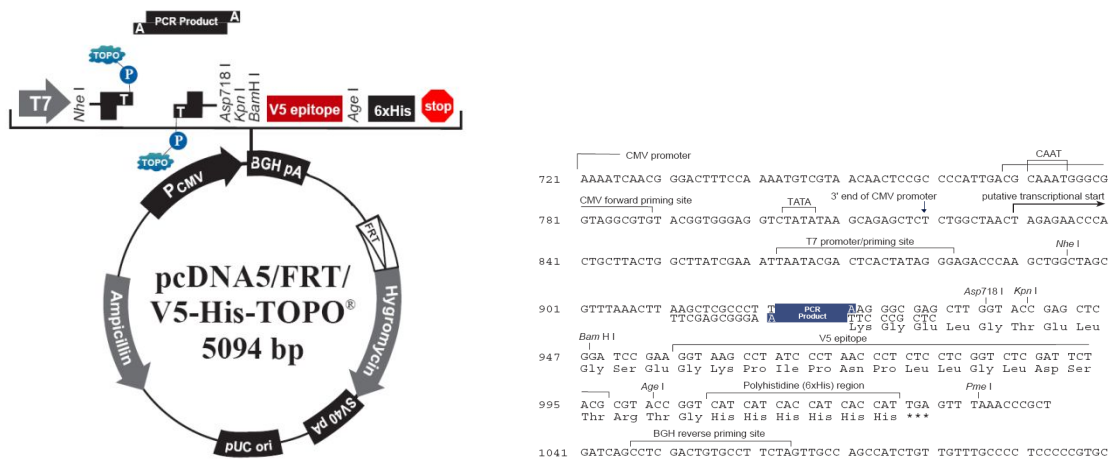 PCR Product
A
A
TOPO
P
T7
Nhe I
T
T
P
TOPO
Asp718 I
Kpn I
BamH I
V5 epitope
Age I
6xHis
stop
PCMV
BGH pA
FRT
Hygromycin
SV40 pA
pUC ori
Ampicillin
pcDNA5/FRT/
V5-His-TOPO®
5094 bp
CMV promoter
CAAT
721 AAAATCAACG GGACTTTCCA AAATGTCGTA ACAACTCCGC CCCATTGACG CAAATGGGCG
CMV forward priming site
TATA
3' end of CMV promoter
putative transcriptional start
781 GTAGGCGTGT ACGGTGGGAG GTCTATATAA GCAGAGCTCT CTGGCTAACT AGAGAACCCA
T7 promoter/priming site
Nhe I
841 CTGCTTACTG GCTTATCGAA ATTAATACGA CTCACTATAG GGAGACCCAA GCTGGCTAGC
Asp718 I
Kpn I
901 GTTTAAACTT AAGCTCGCCC TT PCR Product AAG GGC GAG CTT GGT ACC GAG CTC
TTCGAGCGGGA A TTC CCG CTC
Lys Gly Glu Leu Gly Thr Glu Leu
Bam H I
V5 epitope
947 GGA TCC GAA GGT AAG CCT ATC CCT AAC CCT CTC CTC GGT CTC GAT TCT
Gly Ser Glu Gly Lys Pro Ile Pro Asn Pro Leu Leu Gly Leu Asp Ser
Age I
Polyhistidine (6xHis) region
Pme I
995 ACG CGT ACC GGT CAT CAT CAC CAT CAC CAT TGA GTT TAAACCCGCT
Thr Arg Thr Gly His His His His His His ***
BGH reverse priming site
1041 GATCAGCCTC GACTGTGCCT TCTAGTTGCC AGCCATCTGT TGTTTGCCCC TCCCCCGTGC